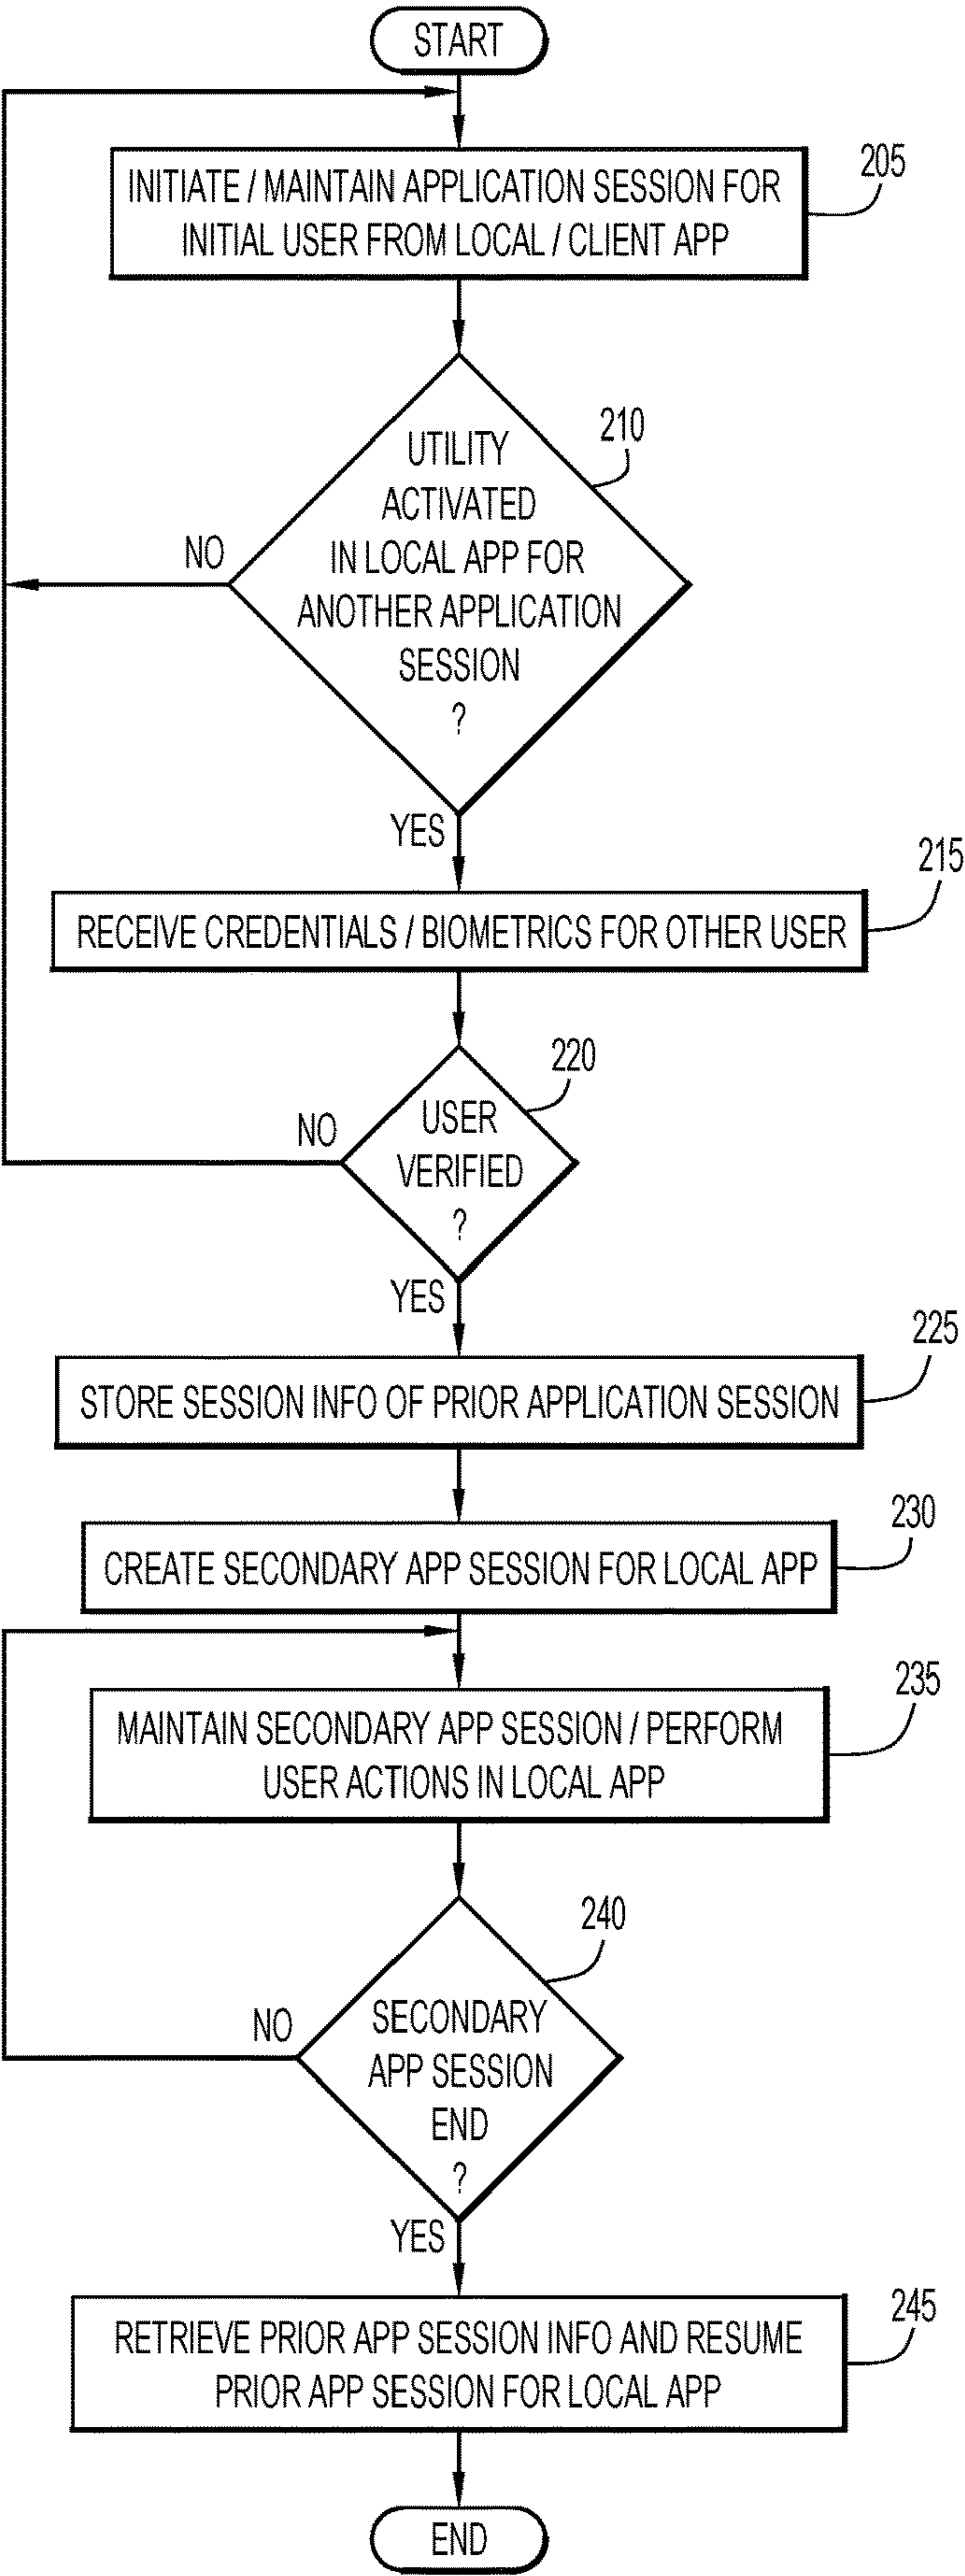 START
INITIATE / MAINTAIN APPLICATION SESSION FOR
INITIAL USER FROM LOCAL / CLIENT APP
205
210
UTILITY
ACTIVATED
IN LOCAL APP FOR
ANOTHER APPLICATION
SESSION
?
NO
YES
215
RECEIVE CREDENTIALS / BIOMETRICS FOR OTHER USER
220
USER
VERIFIED
?
NO
YES
225
STORE SESSION INFO OF PRIOR APPLICATION SESSION
230
CREATE SECONDARY APP SESSION FOR LOCAL APP
235
MAINTAIN SECONDARY APP SESSION / PERFORM
USER ACTIONS IN LOCAL APP
240
SECONDARY
APP SESSION
END
?
NO
YES
245
RETRIEVE PRIOR APP SESSION INFO AND RESUME
PRIOR APP SESSION FOR LOCAL APP
END